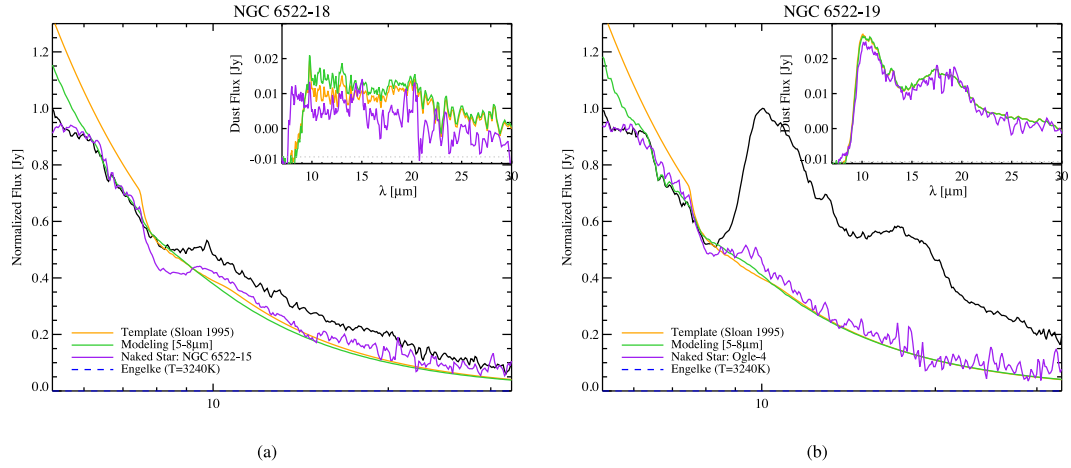 NGC 6522-18
1.2
1.0
0.8
0.6
0.4
0.2
0.0
Normalized Flux [Jy]
10
Dust Flux [Jy]
0.02
0.01
0.00
-0.01
10 15 20 25 30
λ [μm]
Template (Sloan 1995)
Modeling [5-8μm]
Naked Star: NGC 6522-15
Engelke (T=3240K)
(a)
NGC 6522-19
1.2
1.0
0.8
0.6
0.4
0.2
0.0
Normalized Flux [Jy]
10
Dust Flux [Jy]
0.02
0.01
0.00
-0.01
10 15 20 25 30
λ [μm]
Template (Sloan 1995)
Modeling [5-8μm]
Naked Star: Ogle-4
Engelke (T=3240K)
(b)